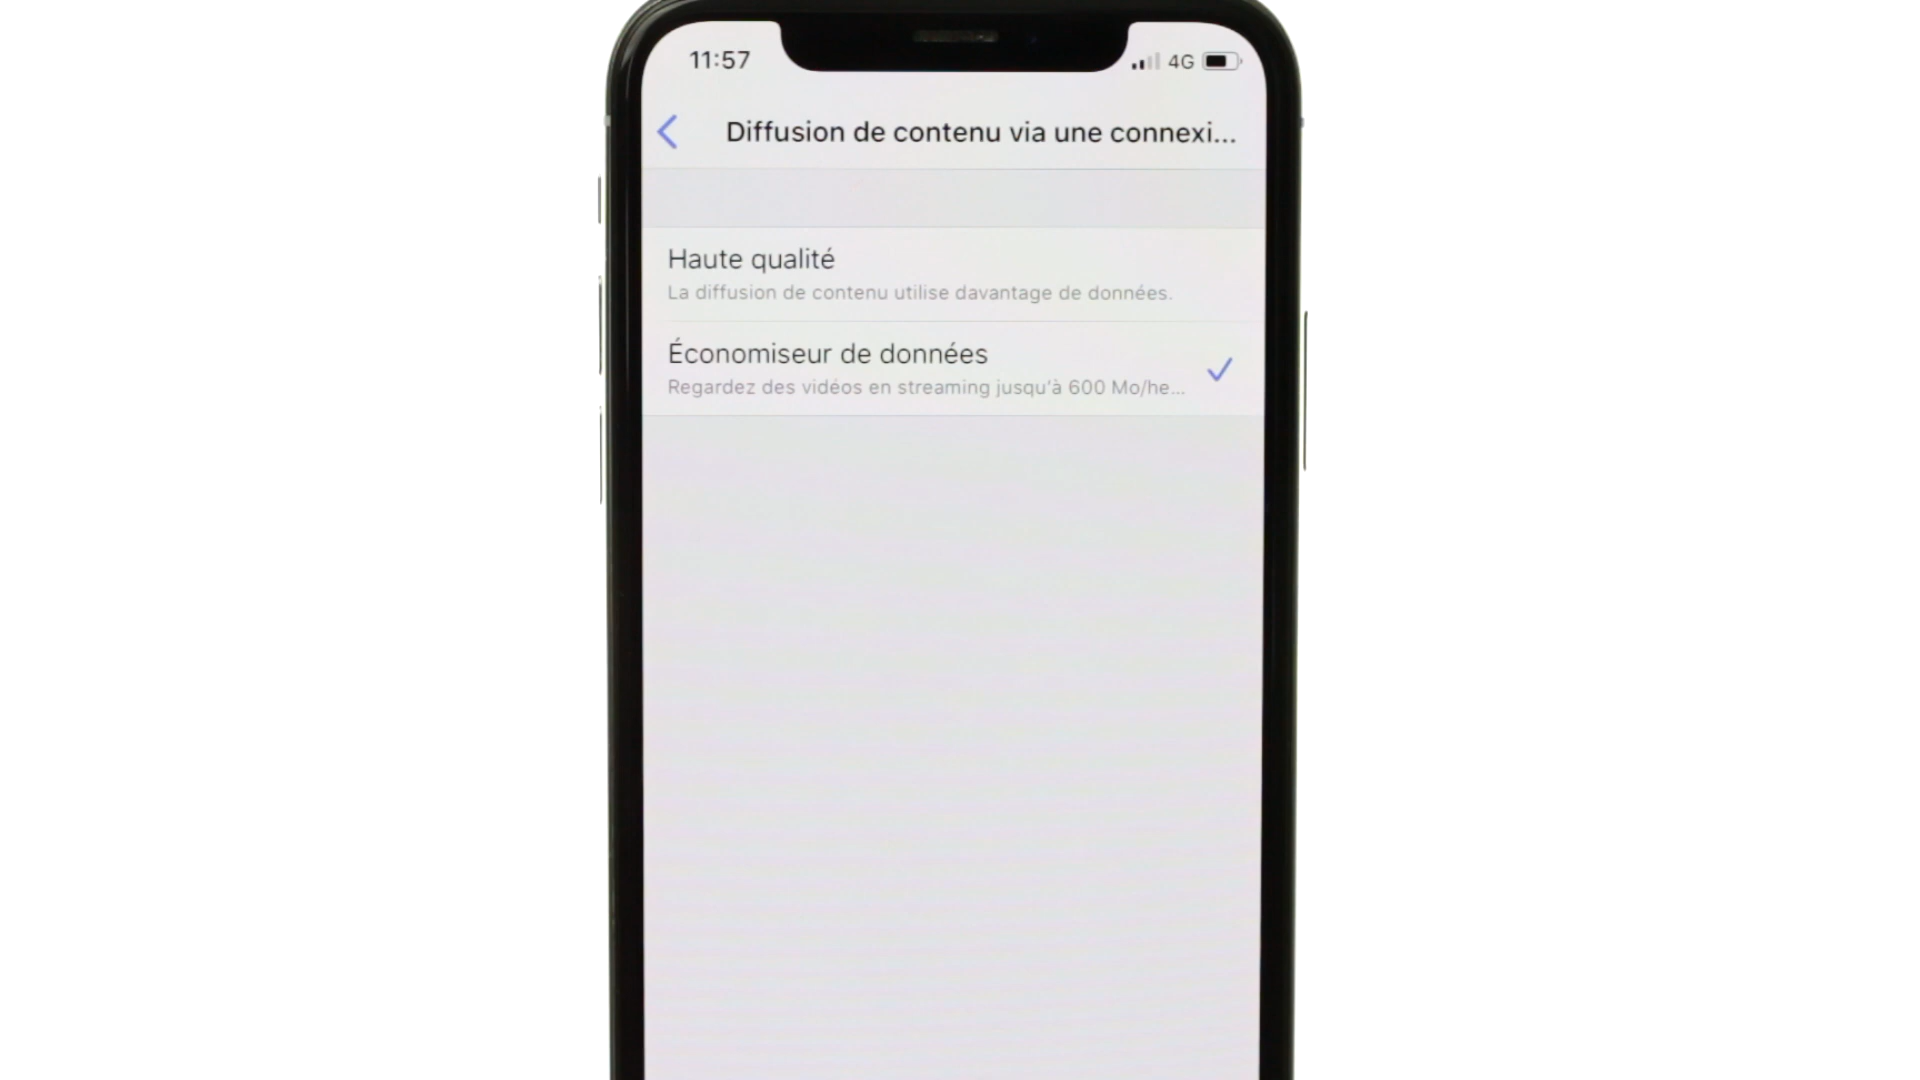 11:57
4G
Diffusion de contenu via une connexi...
Haute qualité
La diffusion de contenu utilise davantage de données.
Économiseur de données
Regardez des vidéos en streaming jusqu'à 600 Mo/he...